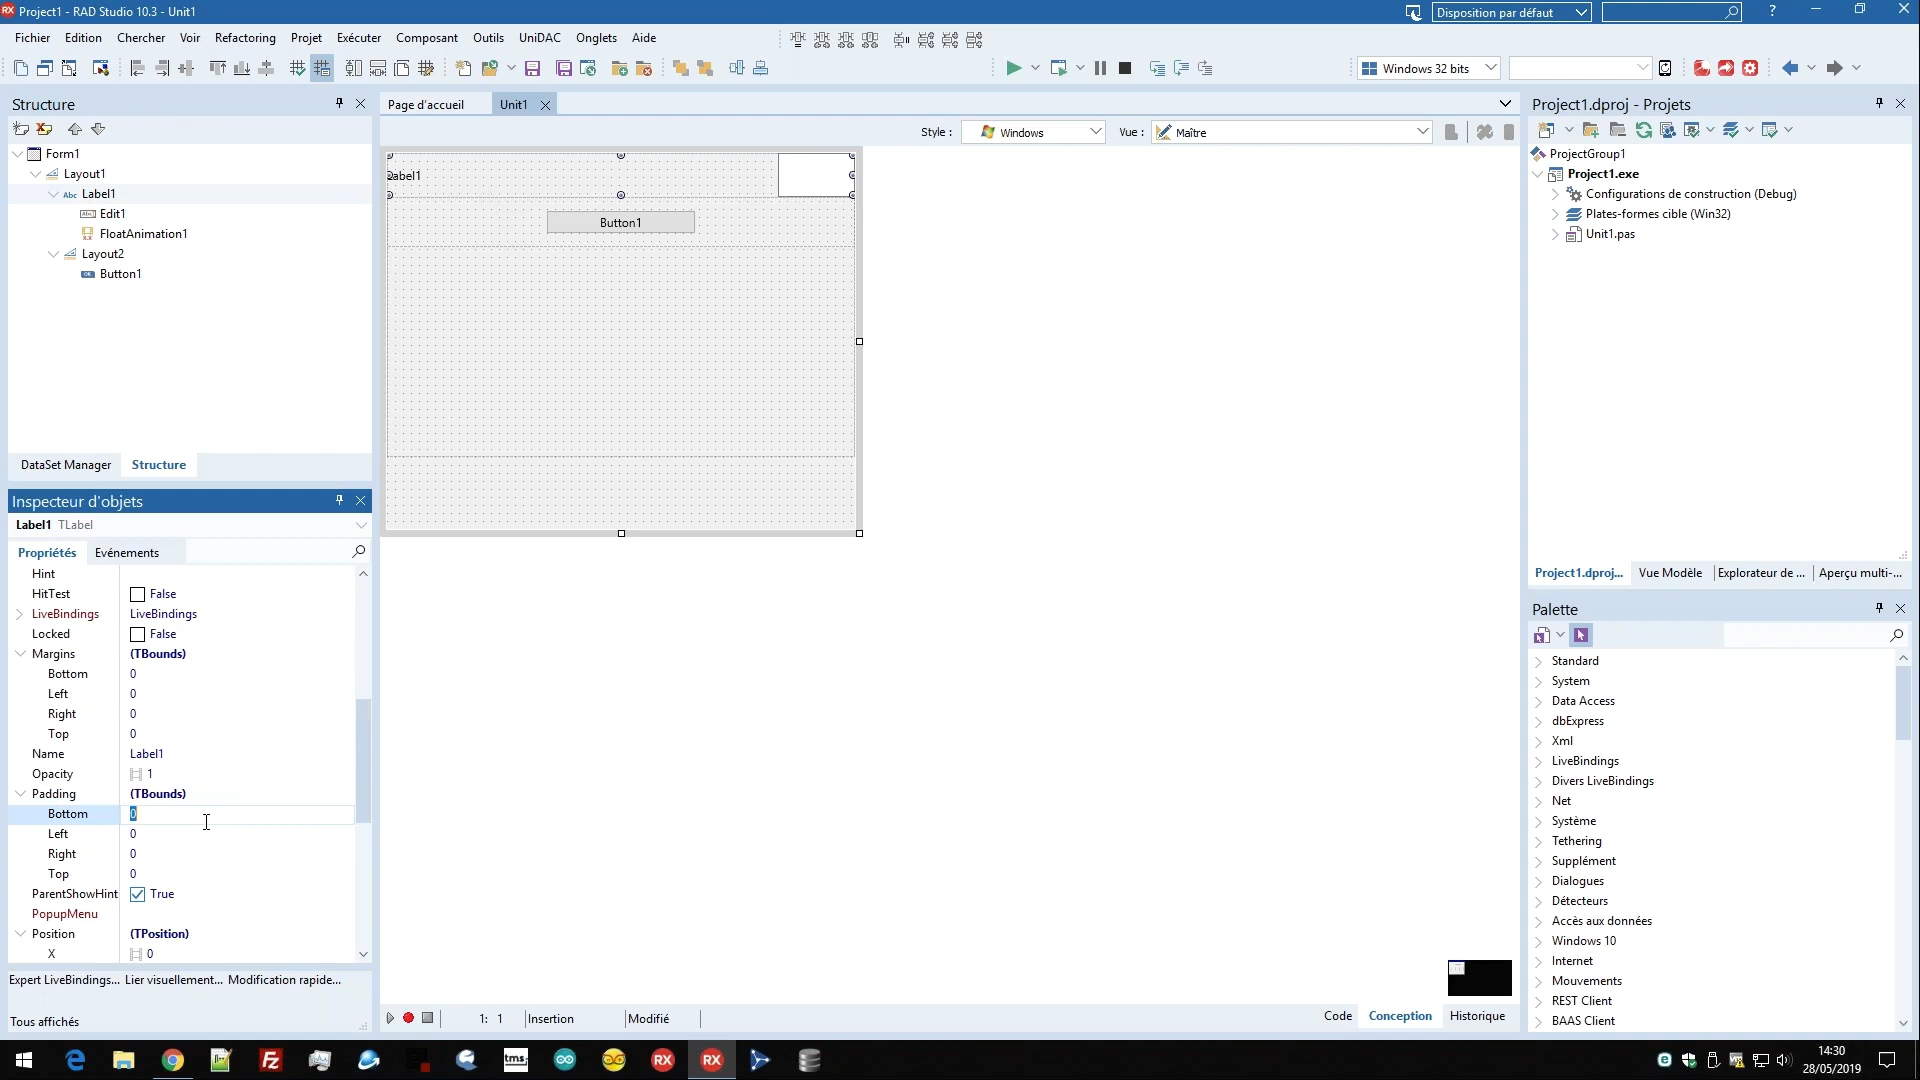 Project1 - RAD Studio 10.3 - Unit1
Disposition par défaut
?
Fichier Edition Chercher Voir Refactoring Projet Exécuter Composant Outils UniDAC Onglets Aide
Windows 32 bits
Structure
Form1
Layout1
Abc Label1
Edit1
FloatAnimation1
Layout2
Button1
DataSet Manager Structure
Inspecteur d'objets
Label1 TLabel
Propriétés Evénements
Hint
HitTest False
LiveBindings LiveBindings
Locked False
Margins (TBounds)
Bottom 0
Left 0
Right 0
Top 0
Name Label1
Opacity 1
Padding (TBounds)
Bottom 0
Left 0
Right 0
Top 0
ParentShowHint True
PopupMenu
Position (TPosition)
X 0
Expert LiveBindings... Lier visuellement... Modification rapide...
Tous affichés
Page d'accueil Unit1
Style : Windows Vue : Maître
Label1
Button1
1: 1 Insertion Modifié
Code Conception Historique
Project1.dproj - Projets
ProjectGroup1
Project1.exe
Configurations de construction (Debug)
Plates-formes cible (Win32)
Unit1.pas
Project1.dproj... Vue Modèle Explorateur de ... Aperçu multi-...
Palette
Standard
System
Data Access
dbExpress
Xml
LiveBindings
Divers LiveBindings
Net
Système
Tethering
Supplément
Dialogues
Détecteurs
Accès aux données
Windows 10
Internet
Mouvements
REST Client
BAAS Client
tms
RX
RX
14:30
28/05/2019